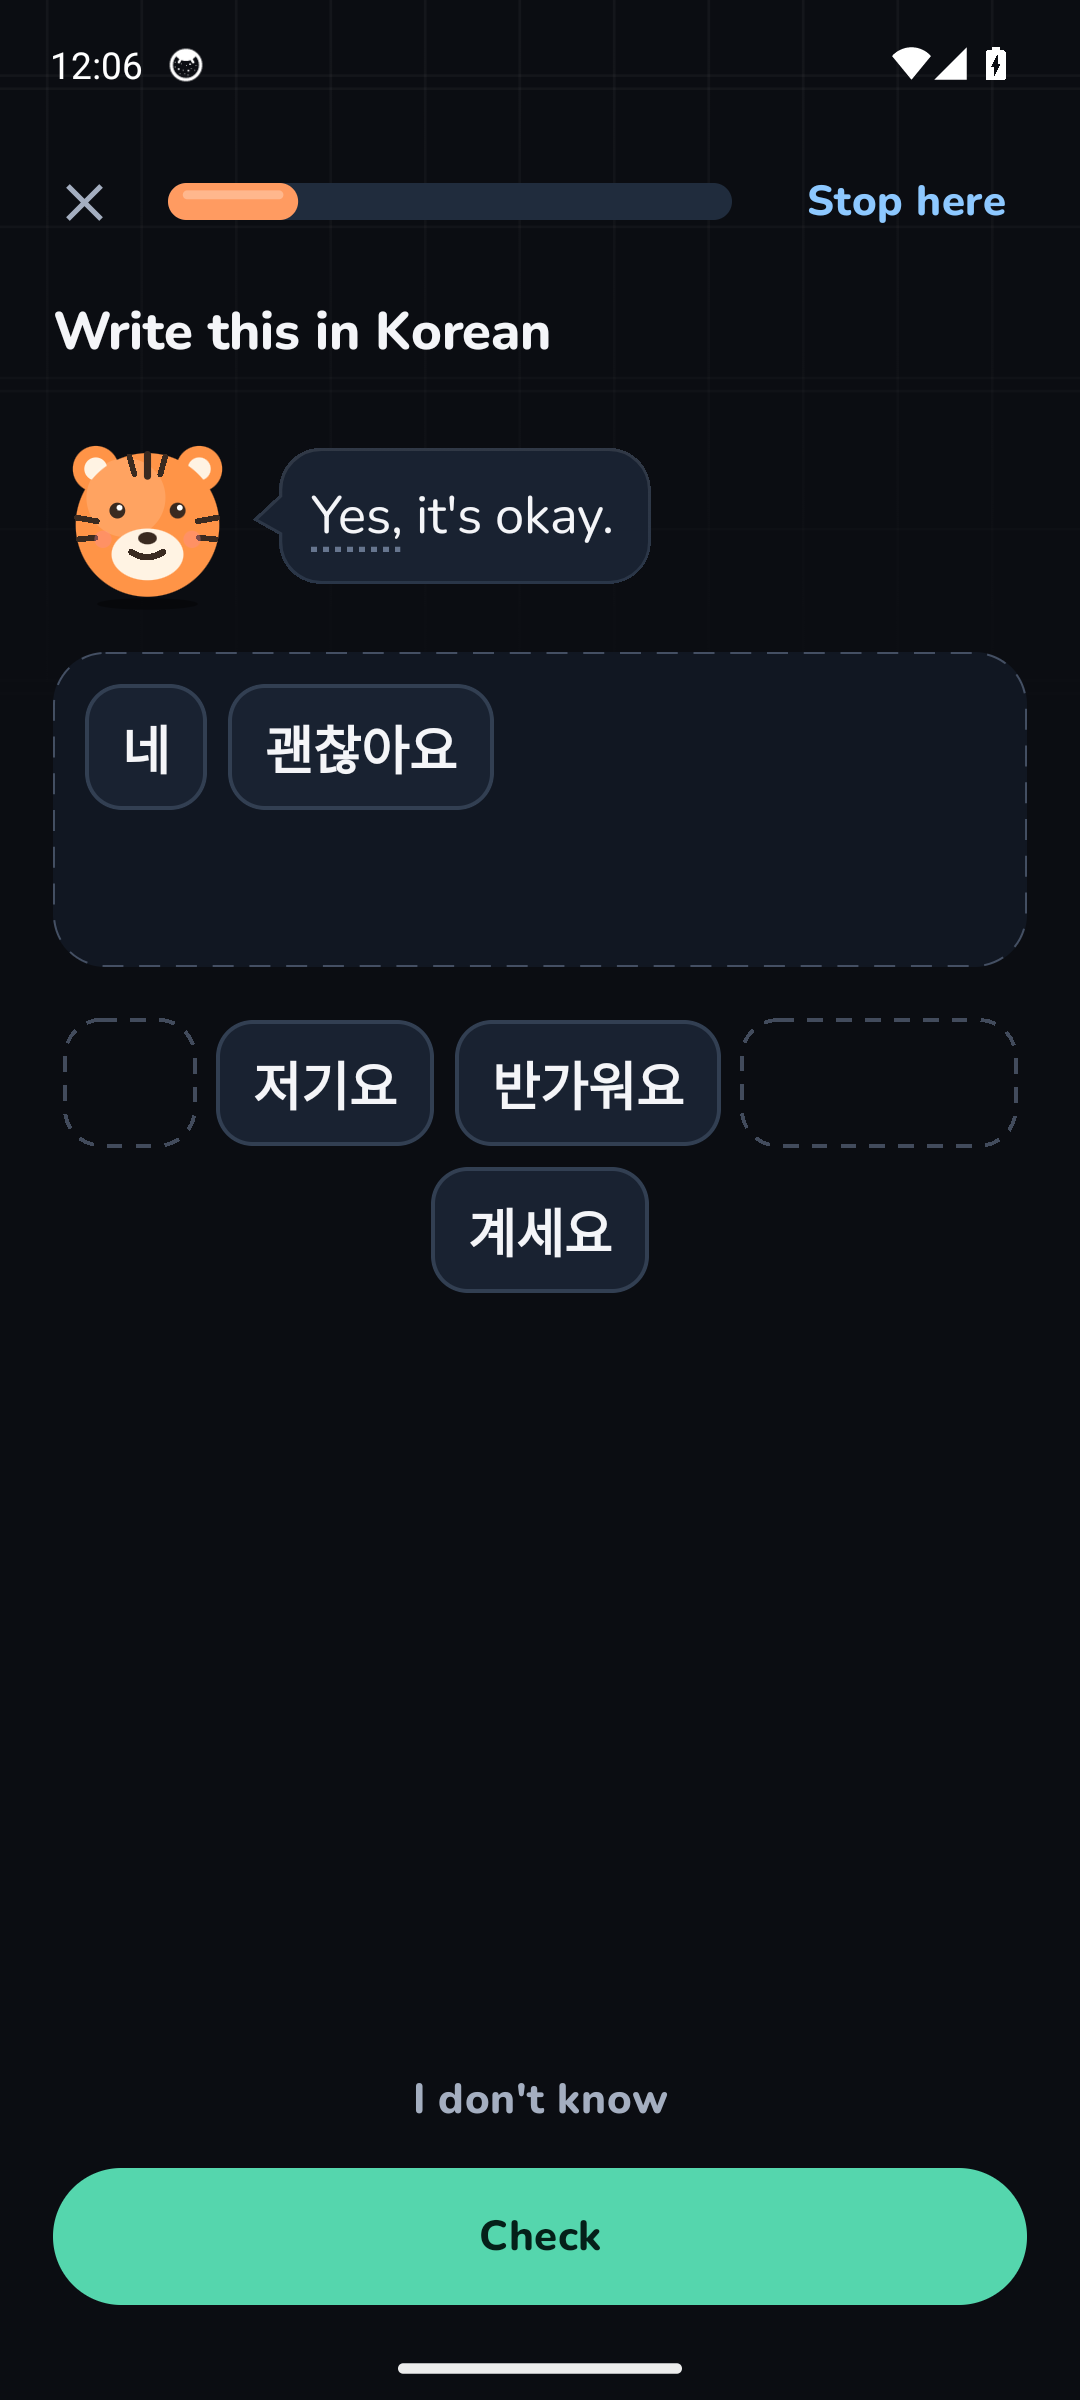 12:06
Stop here
Write this in Korean
Yes, it's okay.
네 괜찮아요
저기요 반가워요
계세요
I don't know
Check